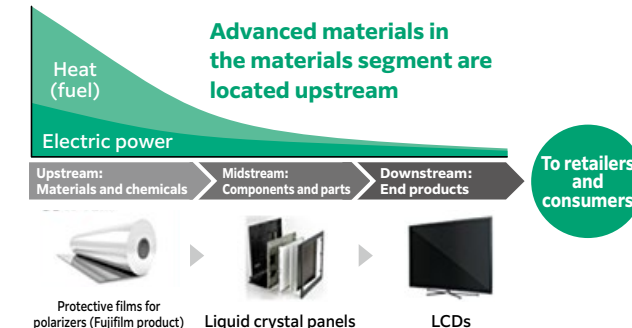 Advanced materials in
the materials segment are
located upstream
Heat
(fuel)
Electric power
Upstream:
Materials and chemicals
Midstream:
Components and parts
Downstream:
End products
To retailers
and
consumers
Protective films for
polarizers (Fujifilm product)
Liquid crystal panels
LCDs